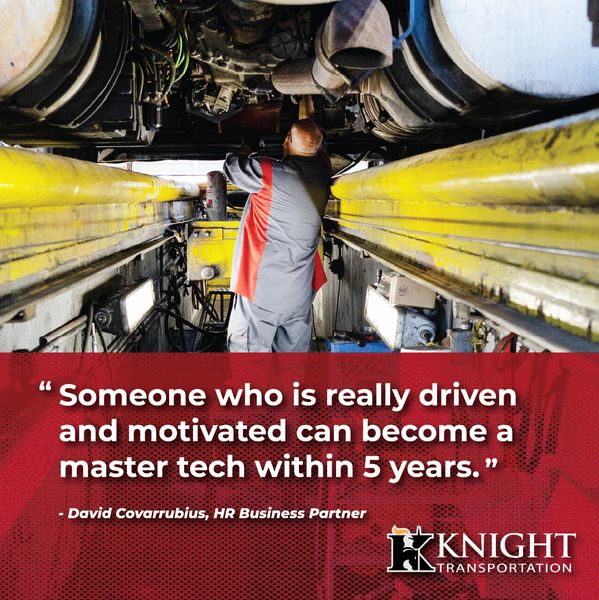 “ Someone who is really driven
and motivated can become a
master tech within 5 years. ”
- David Covarrubius, HR Business Partner
KNIGHT
TRANSPORTATION